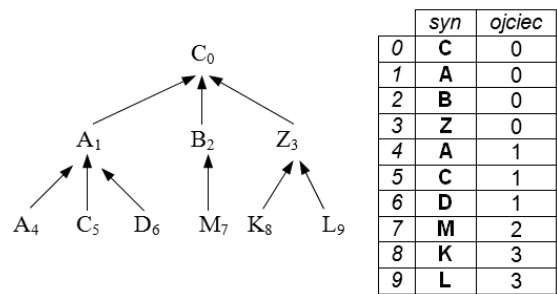 C0
A1 B2 Z3
A4 C5 D6 M7 K8 L9
syn ojciec
0 C 0
1 A 0
2 B 0
3 Z 0
4 A 1
5 C 1
6 D 1
7 M 2
8 K 3
9 L 3